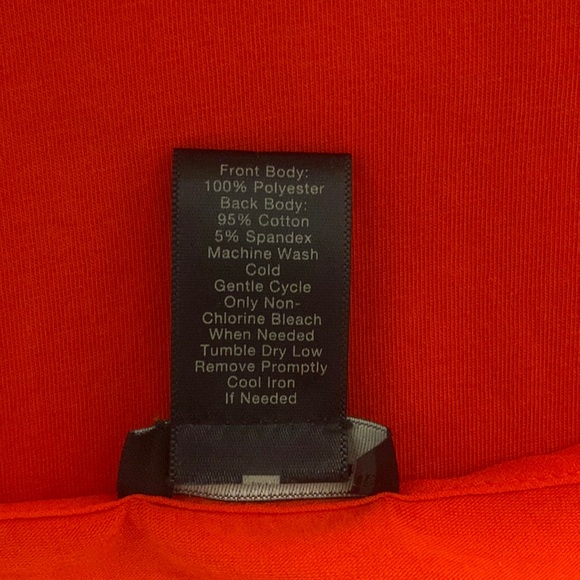 Front Body:
100% Polyester
Back Body:
95% Cotton
5% Spandex
Machine Wash
Cold
Gentle Cycle
Only Non-
Chlorine Bleach
When Needed
Tumble Dry Low
Remove Promptly
Cool Iron
If Needed